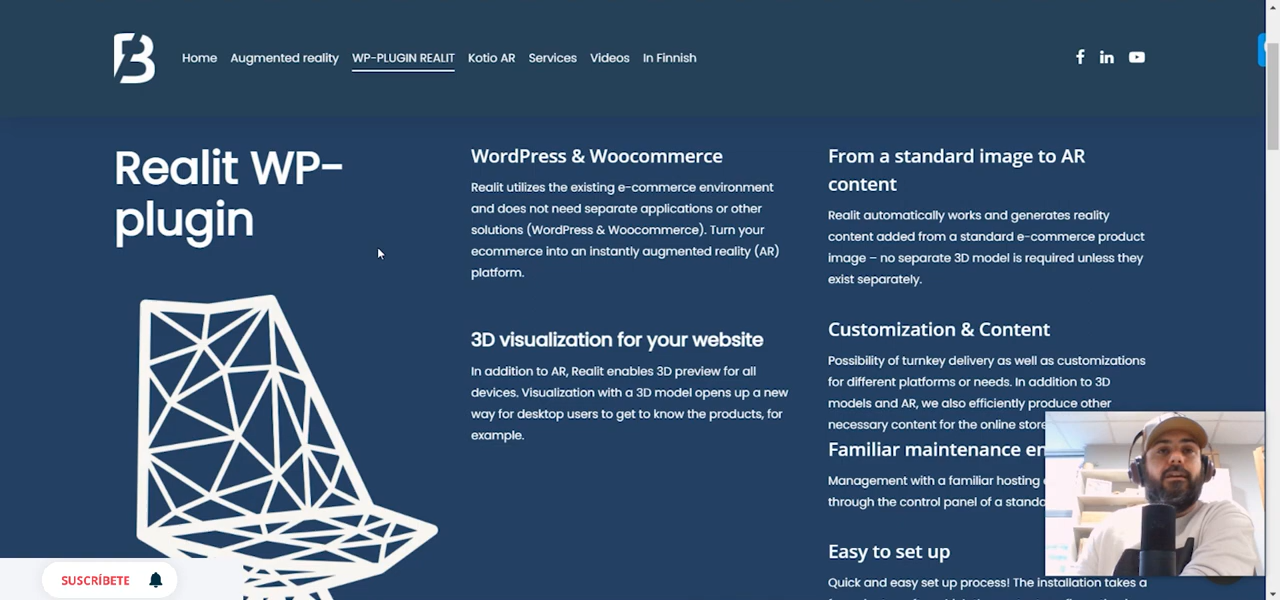 Home Augmented reality WP-PLUGIN REALIT Kotio AR Services Videos In Finnish
Realit WP-
plugin
WordPress & Woocommerce
Realit utilizes the existing e-commerce environment
and does not need separate applications or other
solutions (WordPress & Woocommerce). Turn your
ecommerce into an instantly augmented reality (AR)
platform.
3D visualization for your website
In addition to AR, Realit enables 3D preview for all
devices. Visualization with a 3D model opens up a new
way for desktop users to get to know the products, for
example.
From a standard image to AR
content
Realit automatically works and generates reality
content added from a standard e-commerce product
image – no separate 3D model is required unless they
exist separately.
Customization & Content
Possibility of turnkey delivery as well as customizations
for different platforms or needs. In addition to 3D
models and AR, we also efficiently produce other
necessary content for the online store
Familiar maintenance en
Management with a familiar hosting
through the control panel of a standa
Easy to set up
Quick and easy set up process! The installation takes a
SUSCRÍBETE